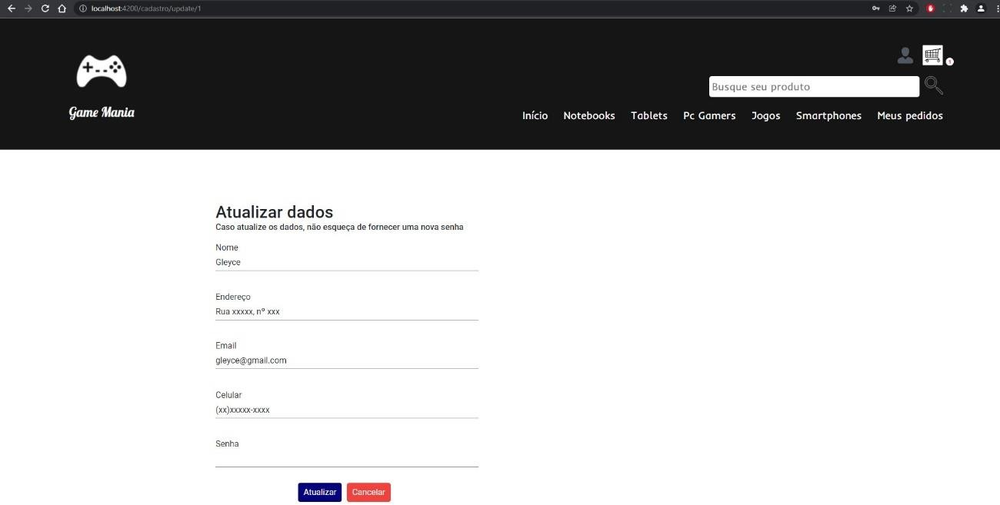 localhost:4200/cadastro/update/1
1
Busque seu produto
Game Mania
Início Notebooks Tablets Pc Gamers Jogos Smartphones Meus pedidos
Atualizar dados
Caso atualize os dados, não esqueça de fornecer uma nova senha
Nome
Gleyce
Endereço
Rua xxxxx, nº xxx
Email
gleyce@gmail.com
Celular
(xx)xxxxx-xxxx
Senha
Atualizar Cancelar